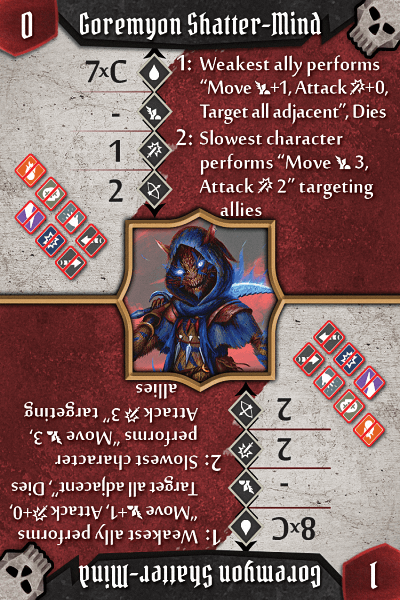 0
Goremyon Shatter-Mind
7xC
-
1
2
1: Weakest ally performs
"Move +1, Attack +0,
Target all adjacent", Dies
2: Slowest character
performs "Move 3,
Attack 2" targeting
allies
1
Goremyon Shatter-Mind
8xC
-
2
2
1: Weakest ally performs
"Move +1, Attack +0,
Target all adjacent", Dies
2: Slowest character
performs "Move 3,
Attack 3" targeting
allies